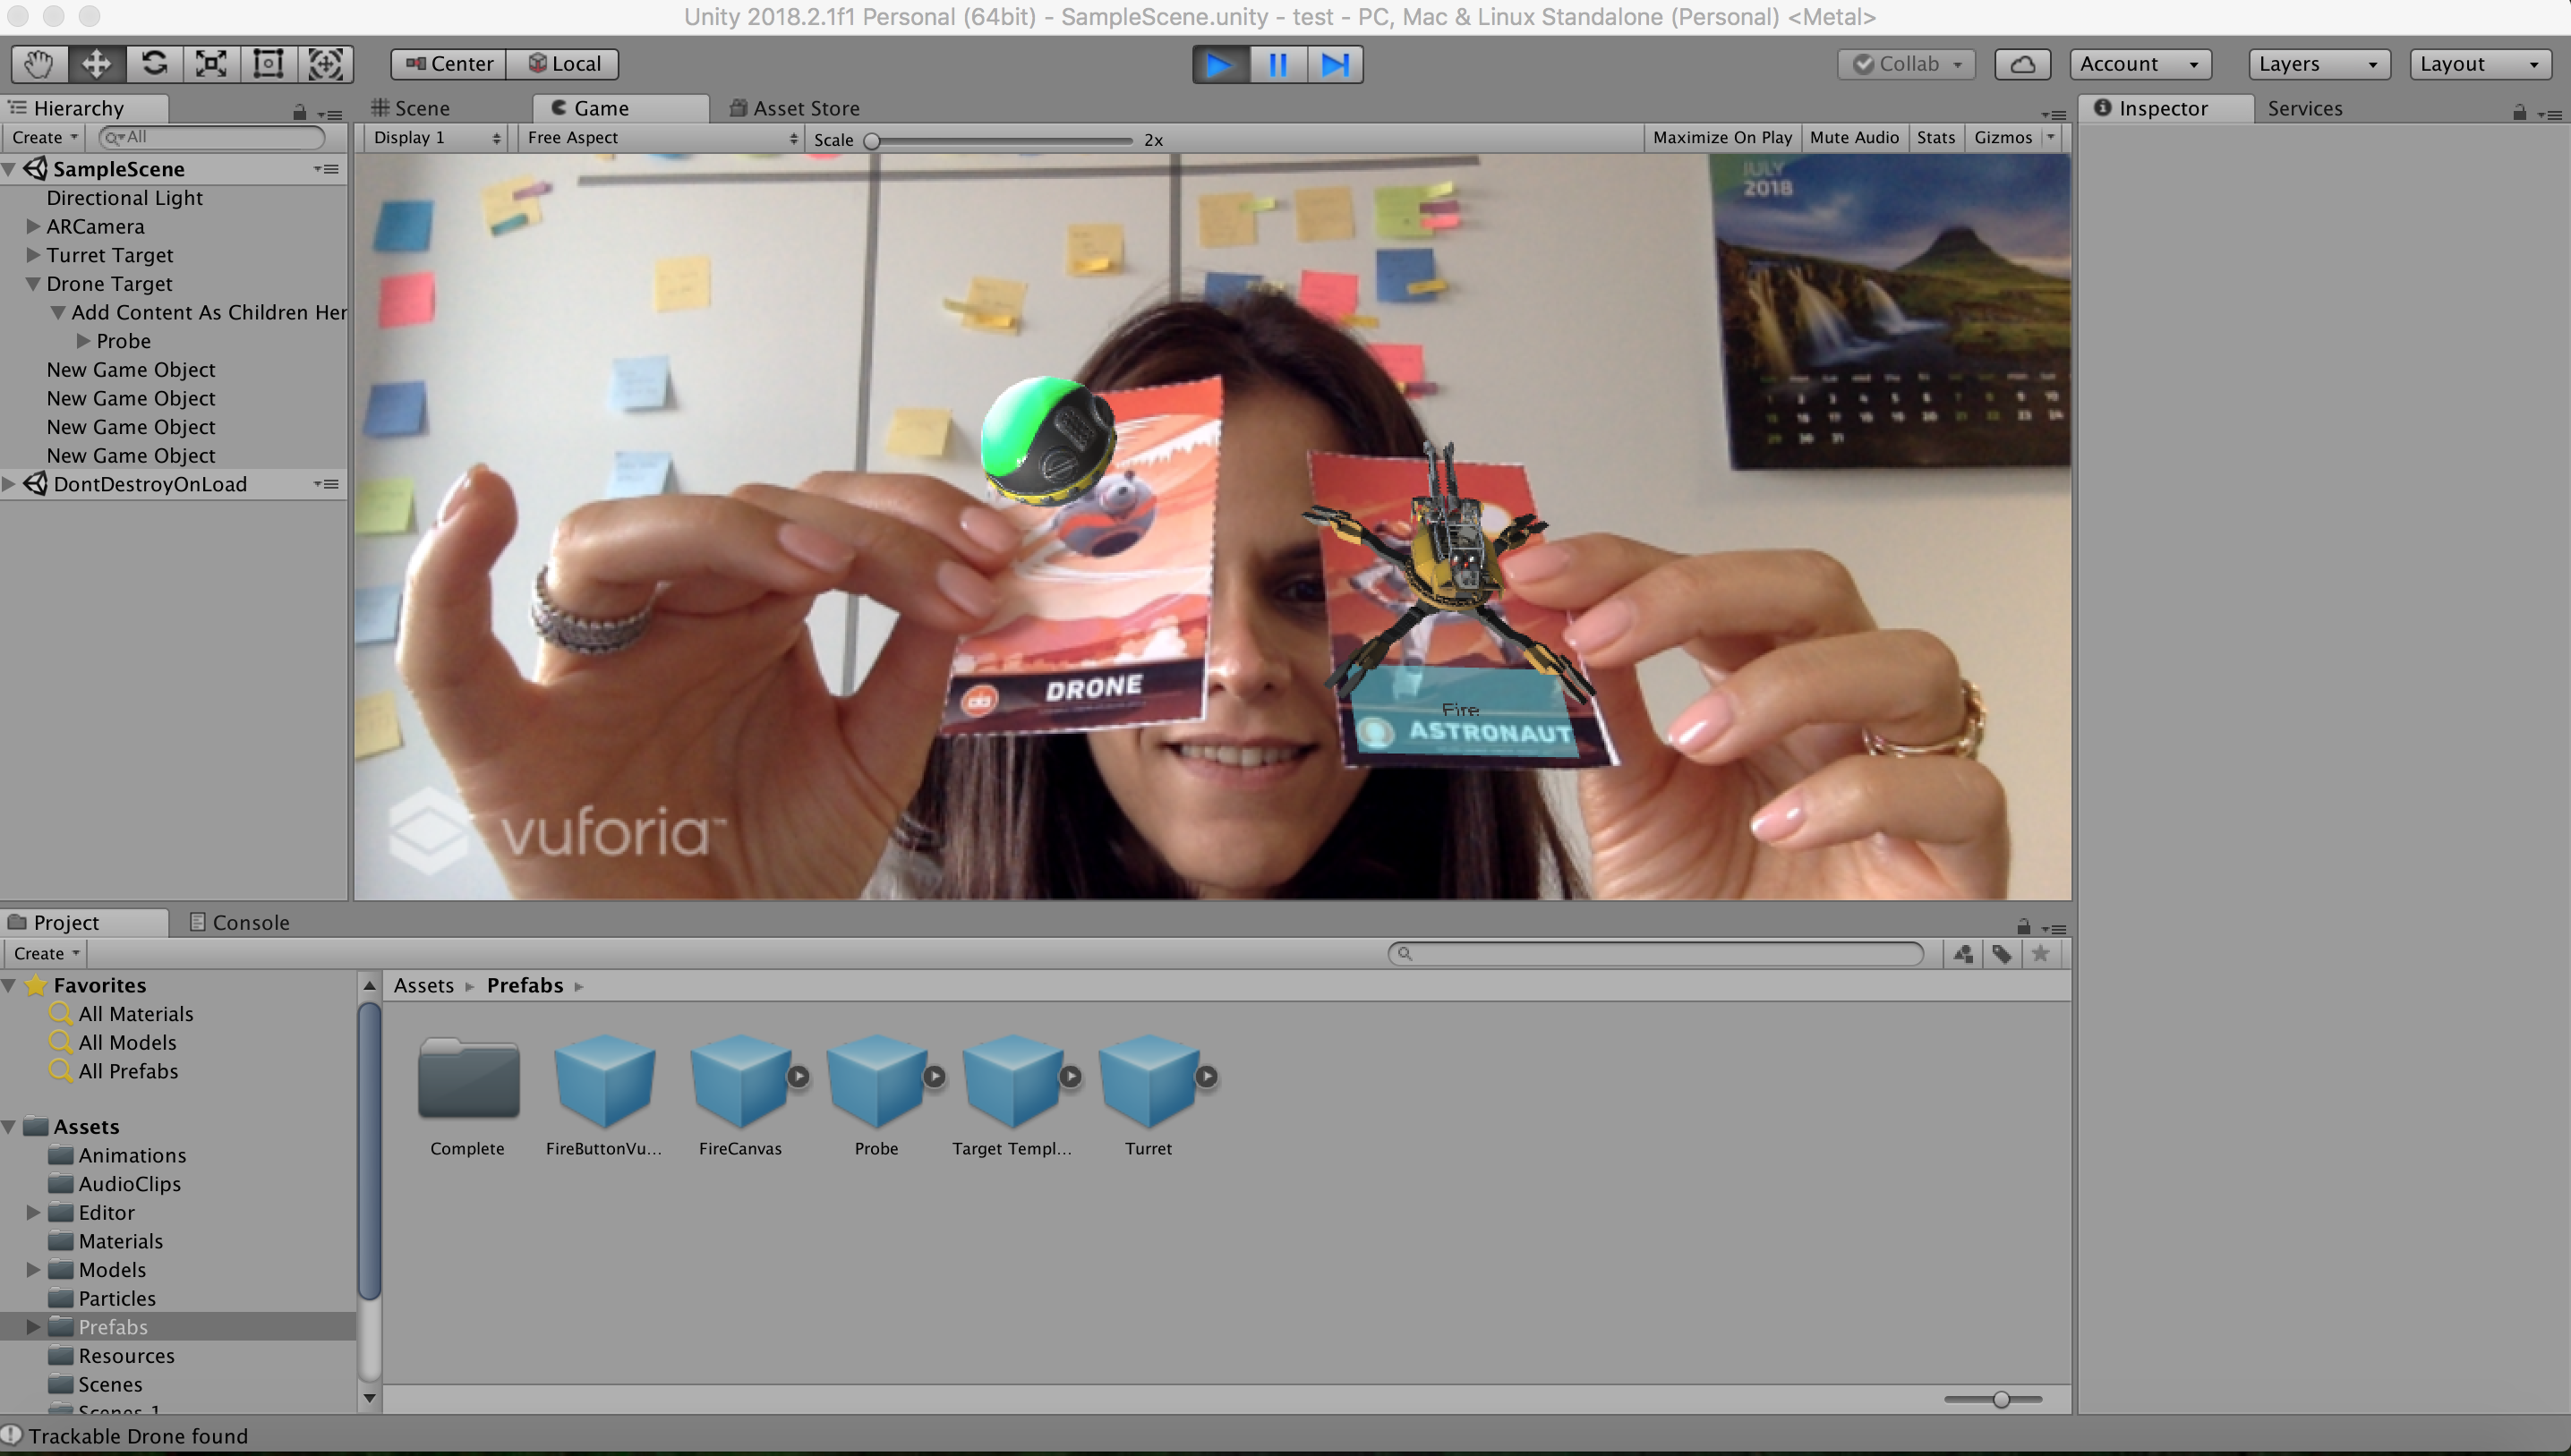 Unity 2018.2.1f1 Personal (64bit) - SampleScene.unity - test - PC, Mac & Linux Standalone (Personal) <Metal>
Center Local
Collab Account Layers Layout
Hierarchy
Create All
SampleScene
Directional Light
ARCamera
Turret Target
Drone Target
Add Content As Children Her
Probe
New Game Object
New Game Object
New Game Object
New Game Object
DontDestroyOnLoad
Scene Game Asset Store
Display 1 Free Aspect Scale 2x Maximize On Play Mute Audio Stats Gizmos
JULY
2018
DRONE
Fire
ASTRONAUT
vuforia™
Inspector Services
Project Console
Create
Favorites
All Materials
All Models
All Prefabs
Assets
Animations
AudioClips
Editor
Materials
Models
Particles
Prefabs
Resources
Scenes
Scenes 1
Assets Prefabs
Complete FireButtonVu... FireCanvas Probe Target Templ... Turret
Trackable Drone found